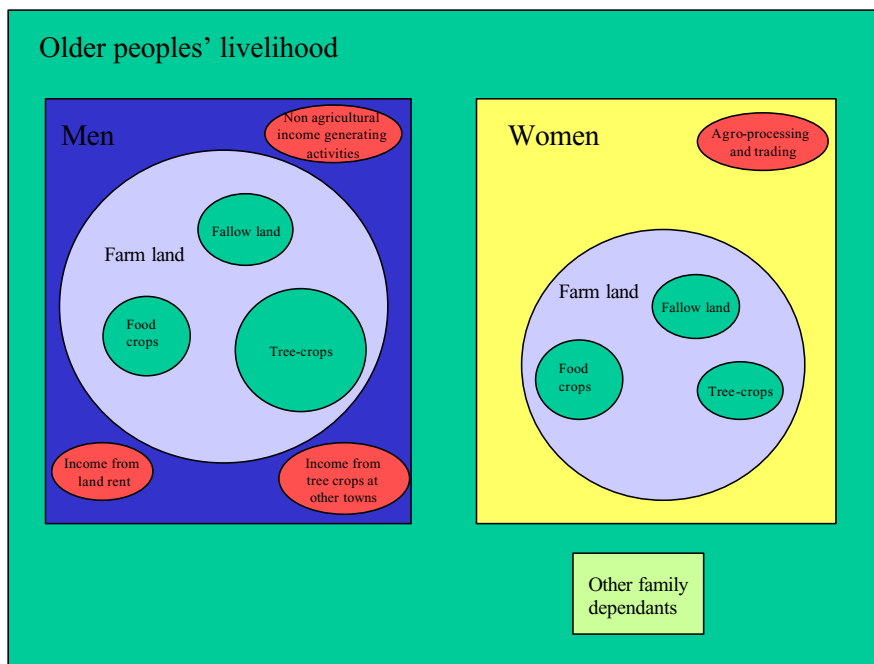 Older peoples’ livelihood
Men
Non agricultural
income generating
activities
Fallow land
Farm land
Food
crops
Tree-crops
Income from
land rent
Income from
tree crops at
other towns
Women
Agro-processing
and trading
Farm land
Fallow land
Food
crops
Tree-crops
Other family
dependants